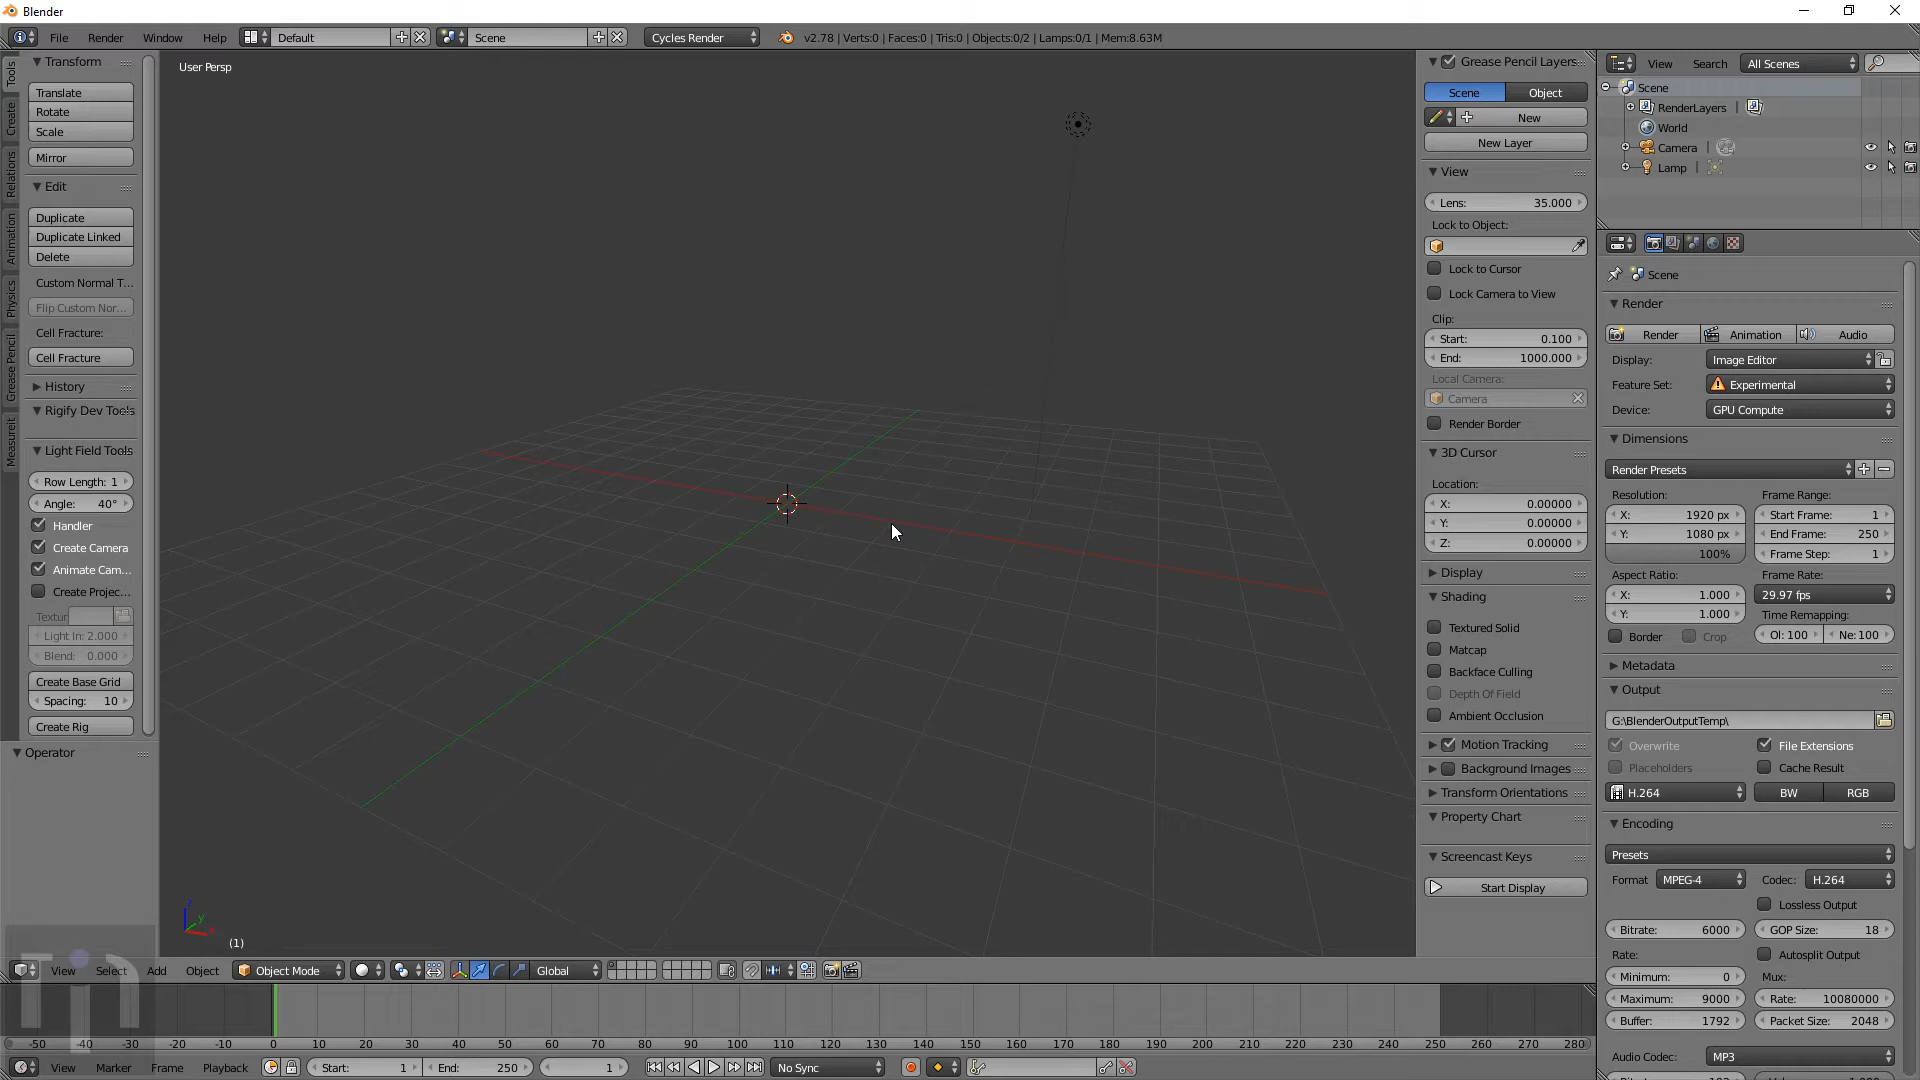 Blender
File Render Window Help Default Scene Cycles Render v2.78 | Verts:0 | Faces:0 | Tris:0 | Objects:0/2 | Lamps:0/1 | Mem:8.63M
Tools
Create
Relations
Animation
Physics
Grease Pencil
Measureit
Transform
Translate
Rotate
Scale
Mirror
Edit
Duplicate
Duplicate Linked
Delete
Custom Normal T...
Flip Custom Nor...
Cell Fracture:
Cell Fracture
History
Rigify Dev Tools
Light Field Tools
Row Length: 1
Angle: 40°
Handler
Create Camera
Animate Cam...
Create Projec...
Textur
Light In: 2.000
Blend: 0.000
Create Base Grid
Spacing: 10
Create Rig
Operator
User Persp
z
y
x
(1)
Grease Pencil Layers
Scene Object
New
New Layer
View
Lens: 35.000
Lock to Object:
Lock to Cursor
Lock Camera to View
Clip:
Start: 0.100
End: 1000.000
Local Camera:
Camera
Render Border
3D Cursor
Location:
X: 0.00000
Y: 0.00000
Z: 0.00000
Display
Shading
Textured Solid
Matcap
Backface Culling
Depth Of Field
Ambient Occlusion
Motion Tracking
Background Images
Transform Orientations
Property Chart
Screencast Keys
Start Display
View Search All Scenes
Scene
RenderLayers
World
Camera
Lamp
Scene
Render
Render Animation Audio
Display: Image Editor
Feature Set: Experimental
Device: GPU Compute
Dimensions
Render Presets
Resolution: Frame Range:
X: 1920 px Start Frame: 1
Y: 1080 px End Frame: 250
100% Frame Step: 1
Aspect Ratio: Frame Rate:
X: 1.000 29.97 fps
Y: 1.000 Time Remapping:
Border Crop Ol: 100 Ne: 100
Metadata
Output
G:\BlenderOutputTemp\
Overwrite File Extensions
Placeholders Cache Result
H.264 BW RGB
Encoding
Presets
Format MPEG-4 Codec: H.264
Lossless Output
Bitrate: 6000 GOP Size: 18
Rate: Autosplit Output
Minimum: 0 Mux:
Maximum: 9000 Rate: 10080000
Buffer: 1792 Packet Size: 2048
Audio Codec: MP3
View Select Add Object Object Mode Global
-50 -40 -30 -20 -10 0 10 20 30 40 50 60 70 80 90 100 110 120 130 140 150 160 170 180 190 200 210 220 230 240 250 260 270 280
View Marker Frame Playback Start: 1 End: 250 1 No Sync